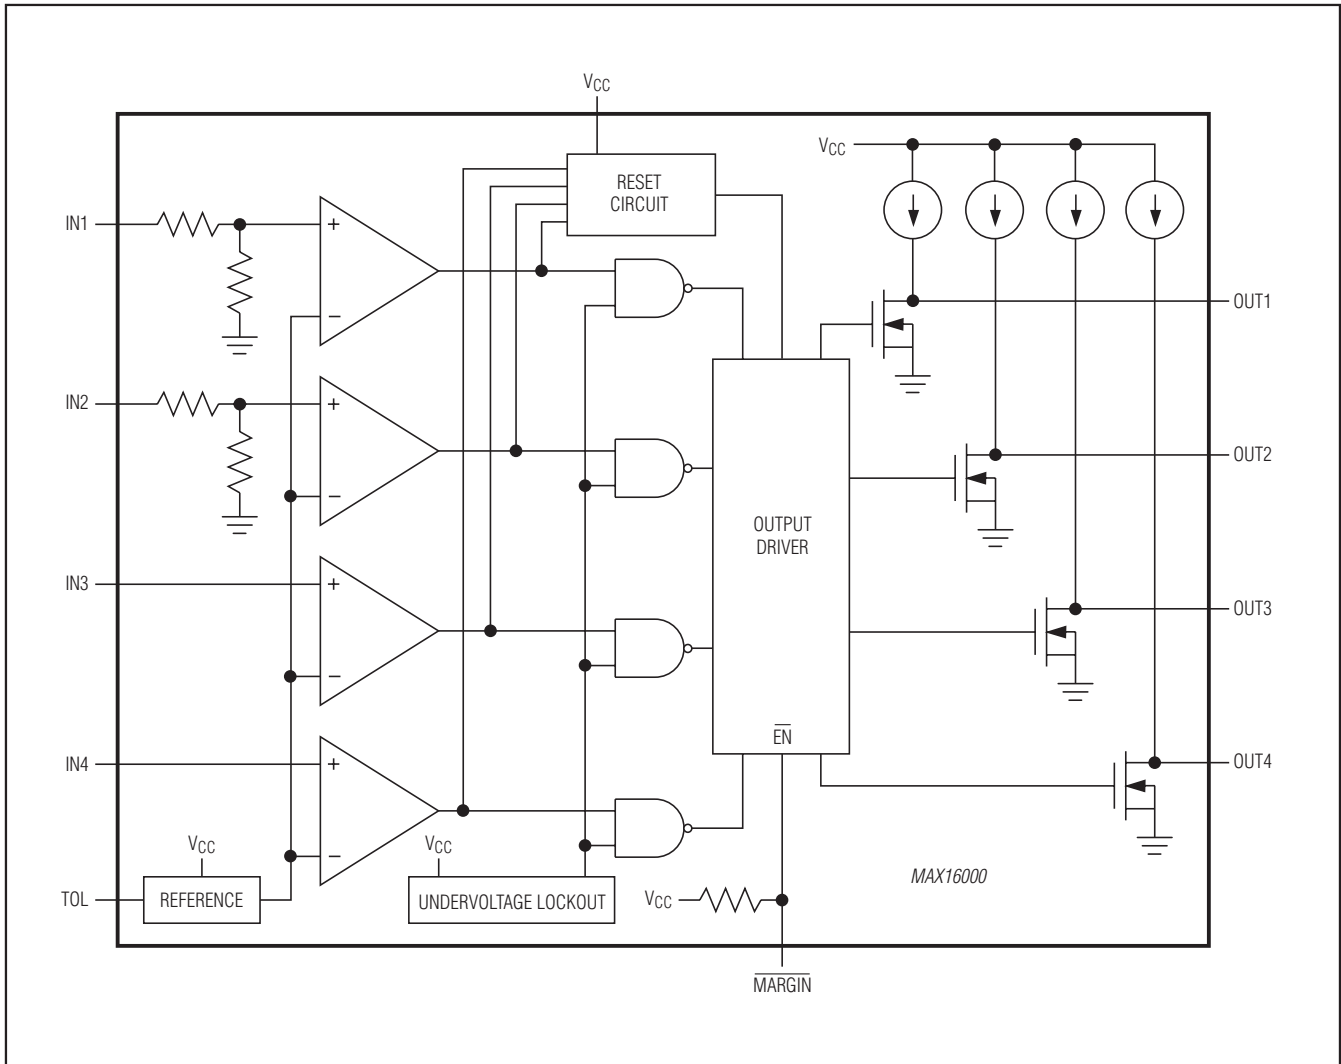 VCC
VCC
RESET
CIRCUIT
IN1
+
−
OUT1
IN2
+
−
OUT2
OUTPUT
DRIVER
IN3
+
−
OUT3
EN
IN4
+
−
OUT4
VCC
VCC
MAX16000
TOL
REFERENCE
UNDERVOLTAGE LOCKOUT
VCC
MARGIN